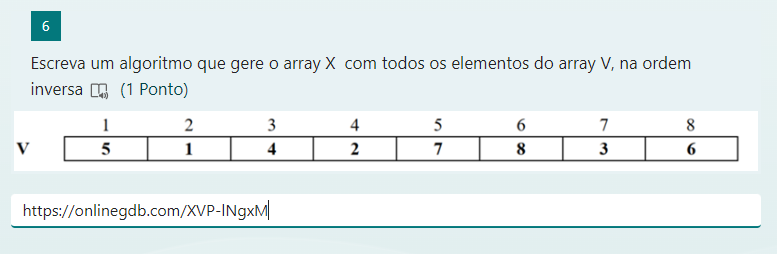 6
Escreva um algoritmo que gere o array X com todos os elementos do array V, na ordem
inversa (1 Ponto)
1 2 3 4 5 6 7 8
V 5 1 4 2 7 8 3 6
https://onlinegdb.com/XVP-lNgxM